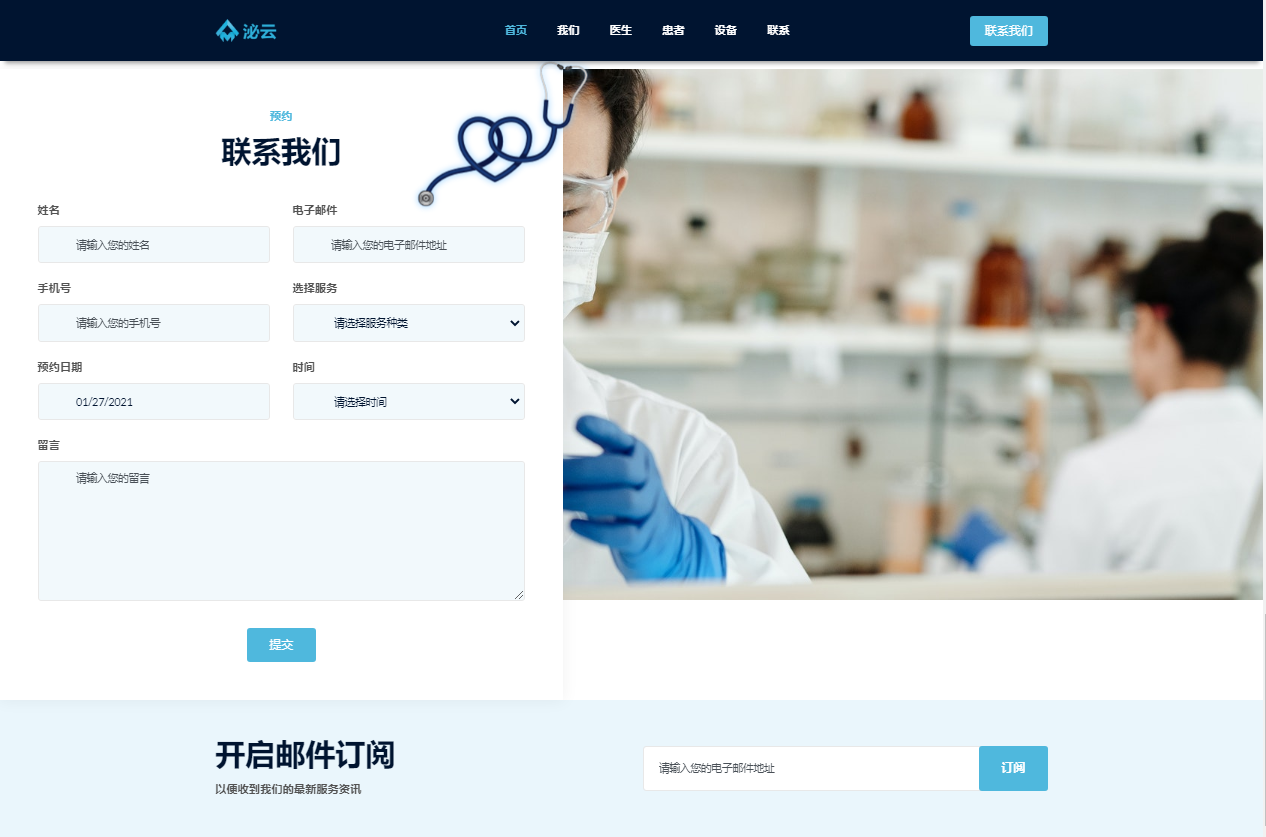 泌云
首页 我们 医生 患者 设备 联系
联系我们
预约
联系我们
姓名
电子邮件
请输入您的姓名
请输入您的电子邮件地址
手机号
选择服务
请输入您的手机号
请选择服务种类
预约日期
时间
01/27/2021
请选择时间
留言
请输入您的留言
提交
开启邮件订阅
以便收到我们的最新服务资讯
请输入您的电子邮件地址
订阅